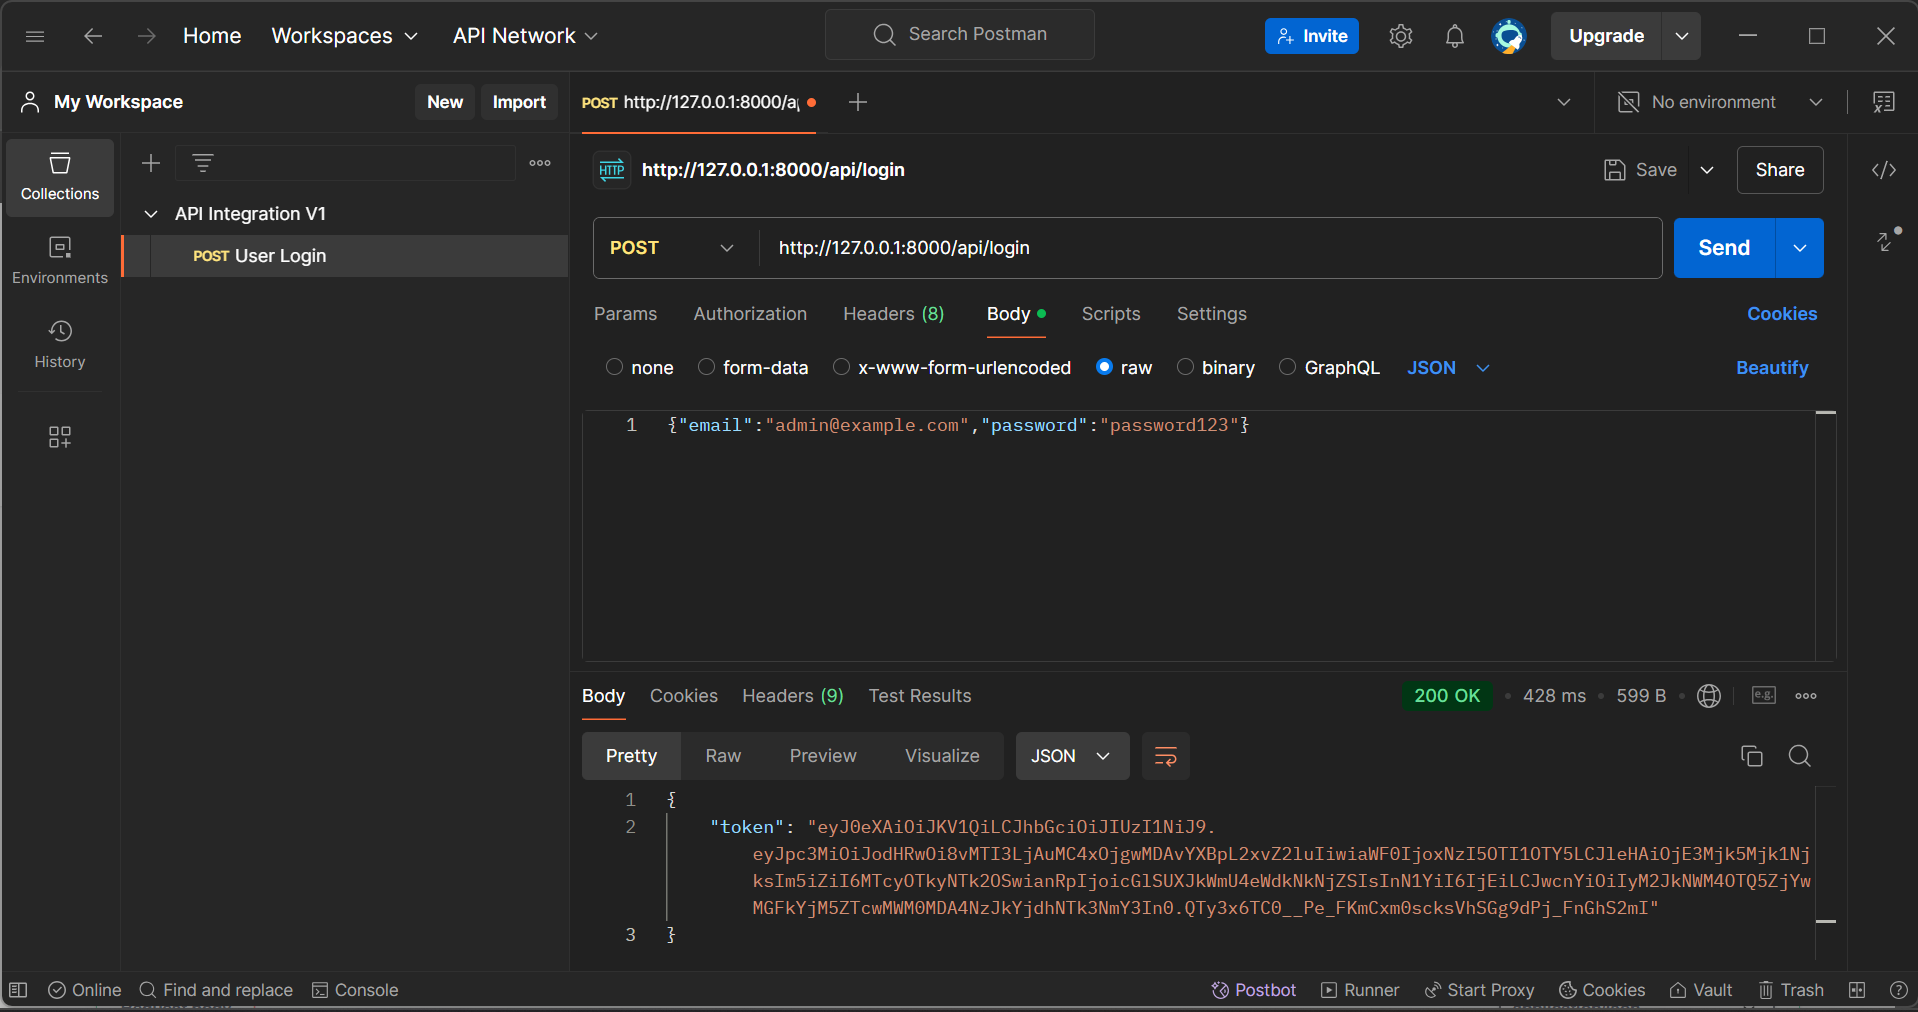 Home
Workspaces
API Network
Search Postman
Invite
Upgrade
My Workspace
New
Import
POST http://127.0.0.1:8000/a
No environment
Collections
Environments
History
API Integration V1
POST User Login
HTTP
http://127.0.0.1:8000/api/login
Save
Share
POST
http://127.0.0.1:8000/api/login
Send
Params
Authorization
Headers (8)
Body
Scripts
Settings
Cookies
none
form-data
x-www-form-urlencoded
raw
binary
GraphQL
JSON
Beautify
1 {"email":"admin@example.com","password":"password123"}
Body
Cookies
Headers (9)
Test Results
200 OK
428 ms
599 B
e.g.
Pretty
Raw
Preview
Visualize
JSON
1 {
2 "token": "eyJ0eXAiOiJKV1QiLCJhbGciOiJIUzI1NiJ9.
eyJpc3MiOiJodHRwOi8vMTI3LjAuMC4xOjgwMDAvYXBpL2xvZ2luIiwiaWF0IjoxNzI5OTI1OTY5LCJleHAiOjE3Mjk5Mjk1Nj
ksIm5iZiI6MTcyOTkyNTk2OSwianRpIjoicGlSUXJkWmU4eWdkNkNjZSIsInN1YiI6IjEiLCJwcnYiOiIyM2JkNWM4OTQ5ZjYw
MGFkYjM5ZTcwMWM0MDA4NzJkYjdhNTk3NmY3In0.QTy3x6TC0__Pe_FKmCxm0scksVhSGg9dPj_FnGhS2mI"
3 }
Online
Find and replace
Console
Postbot
Runner
Start Proxy
Cookies
Vault
Trash